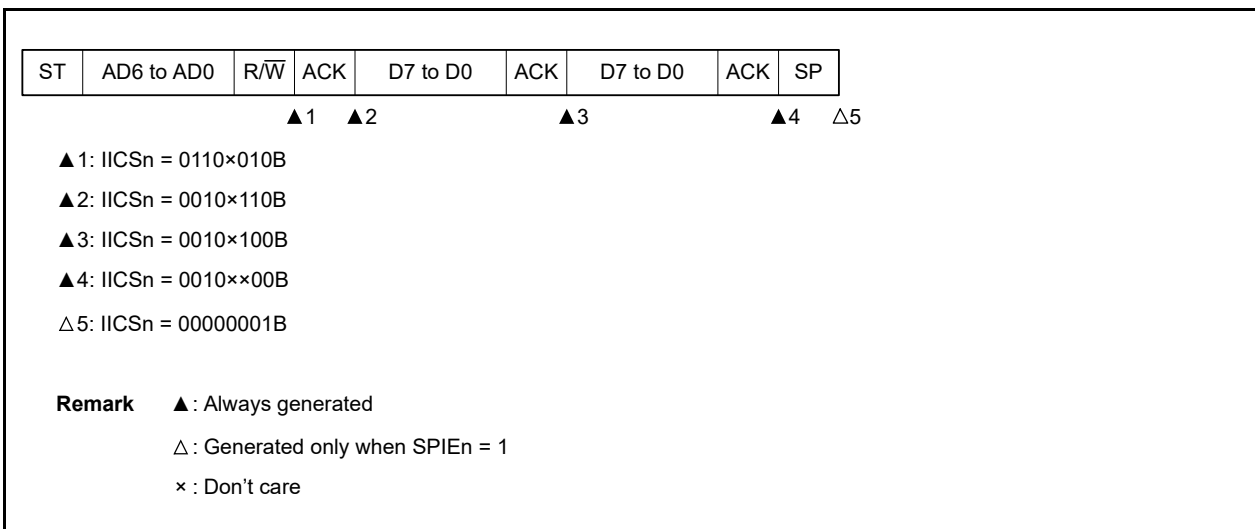 ST AD6 to AD0 R/W̅ ACK D7 to D0 ACK D7 to D0 ACK SP
▲1 ▲2 ▲3 ▲4 △5
▲1: IICSn = 0110×010B
▲2: IICSn = 0010×110B
▲3: IICSn = 0010×100B
▲4: IICSn = 0010××00B
△5: IICSn = 00000001B
Remark ▲: Always generated
△: Generated only when SPIEn = 1
×: Don't care